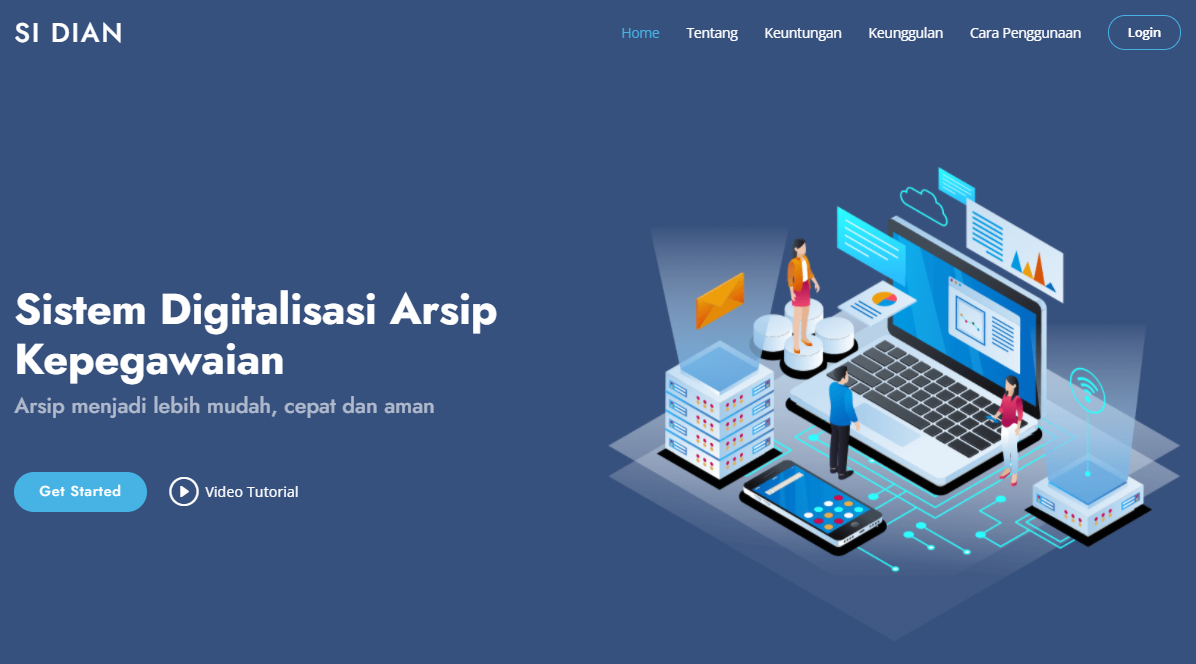 SI DIAN
Home
Tentang
Keuntungan
Keunggulan
Cara Penggunaan
Login
Sistem Digitalisasi Arsip
Kepegawaian
Arsip menjadi lebih mudah, cepat dan aman
Get Started
Video Tutorial